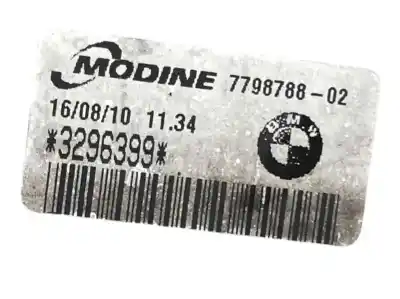 MODINE 7798788-02
16/08/10 11.34
*3296399*
BMW